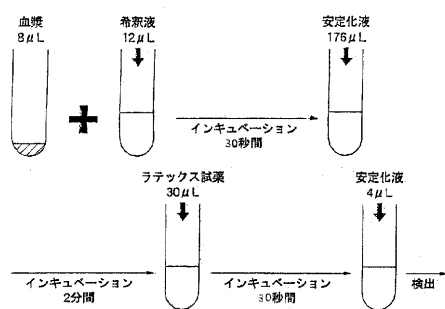 血漿
8μL
希釈液
12μL
安定化液
176μL
インキュベーション
30秒間
ラテックス試薬
30μL
安定化液
4μL
インキュベーション
2分間
インキュベーション
30秒間
検出